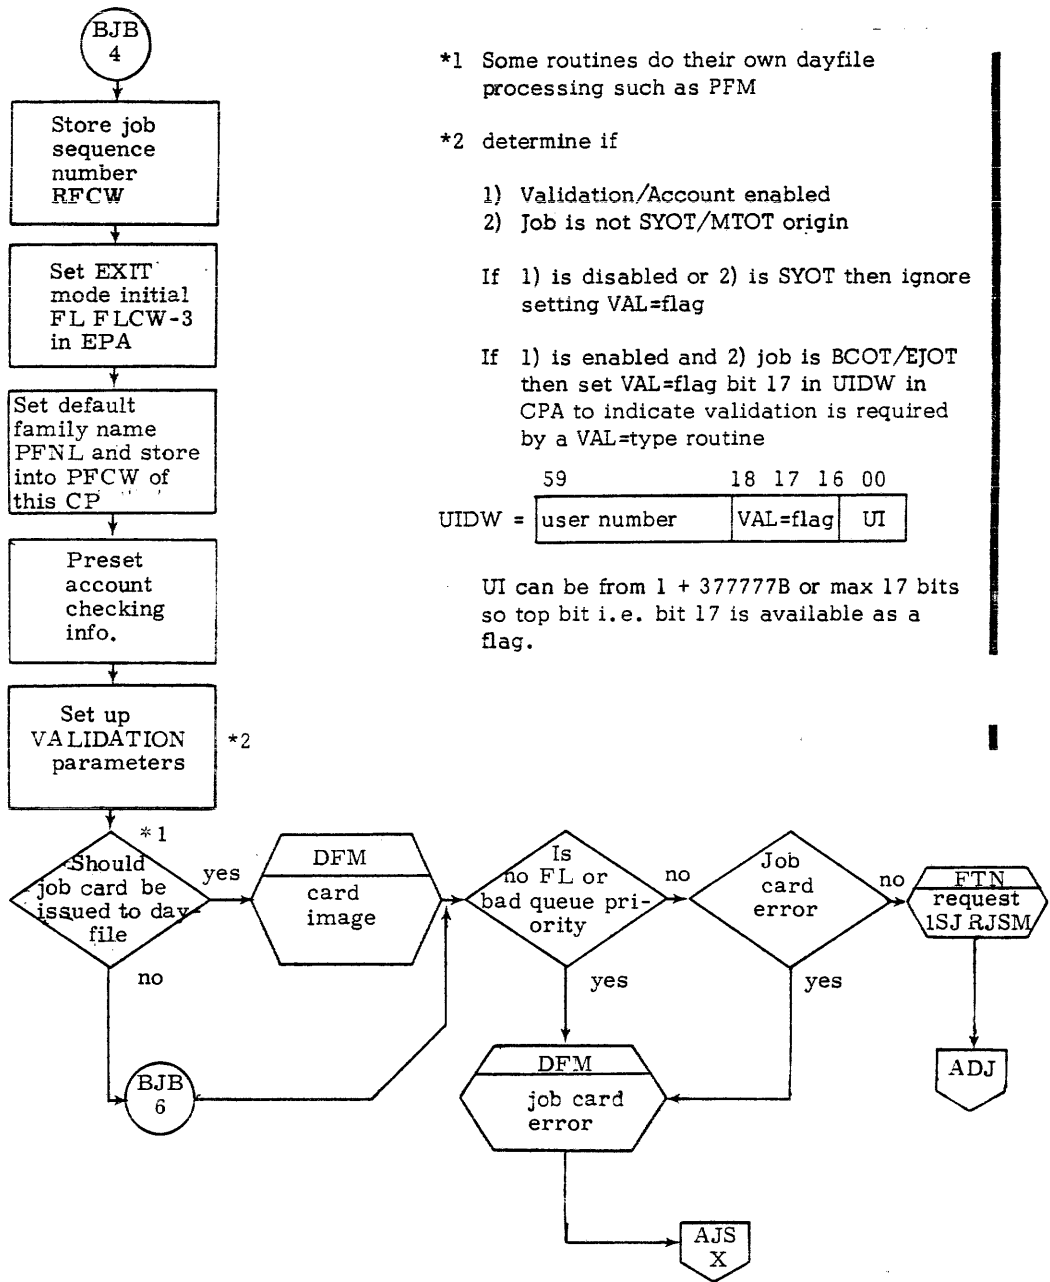 BJB
4
Store job
sequence
number
RFCW
Set EXIT
mode initial
FL FLCW-3
in EPA
Set default
family name
PFNL and store
into PFCW of
this CP
Preset
account
checking
info.
Set up
VALIDATION
parameters
*2
*1 Some routines do their own dayfile
processing such as PFM
*2 determine if
1) Validation/Account enabled
2) Job is not SYOT/MTOT origin
If 1) is disabled or 2) is SYOT then ignore
setting VAL=flag
If 1) is enabled and 2) job is BCOT/EJOT
then set VAL=flag bit 17 in UIDW in
CPA to indicate validation is required
by a VAL=type routine
59 18 17 16 00
UIDW = user number VAL=flag UI
UI can be from 1 + 377777B or max 17 bits
so top bit i.e. bit 17 is available as a
flag.
*1
Should
job card be
issued to day-
file
yes
no
DFM
card
image
Is
no FL or
bad queue pri-
ority
no
yes
Job
card
error
no
yes
FTN
request
1SJ RJSM
ADJ
BJB
6
DFM
job card
error
AJS
X